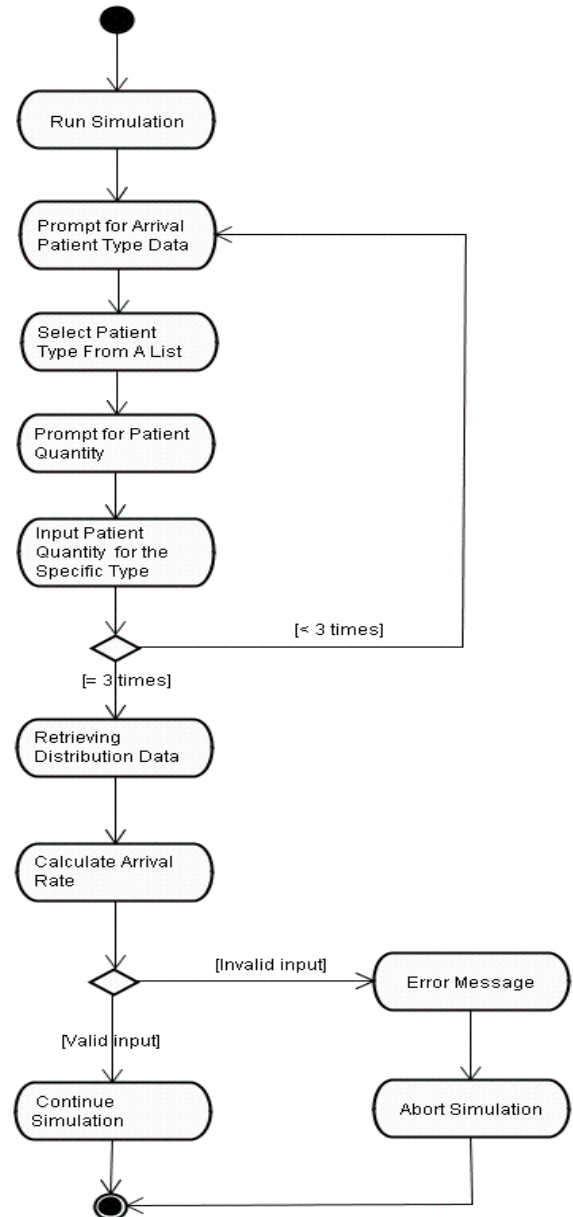 Run Simulation
Prompt for Arrival
Patient Type Data
Select Patient
Type From A List
Prompt for Patient
Quantity
Input Patient
Quantity for the
Specific Type
[< 3 times]
[= 3 times]
Retrieving
Distribution Data
Calculate Arrival
Rate
[Invalid input]
Error Message
[Valid input]
Continue
Simulation
Abort Simulation